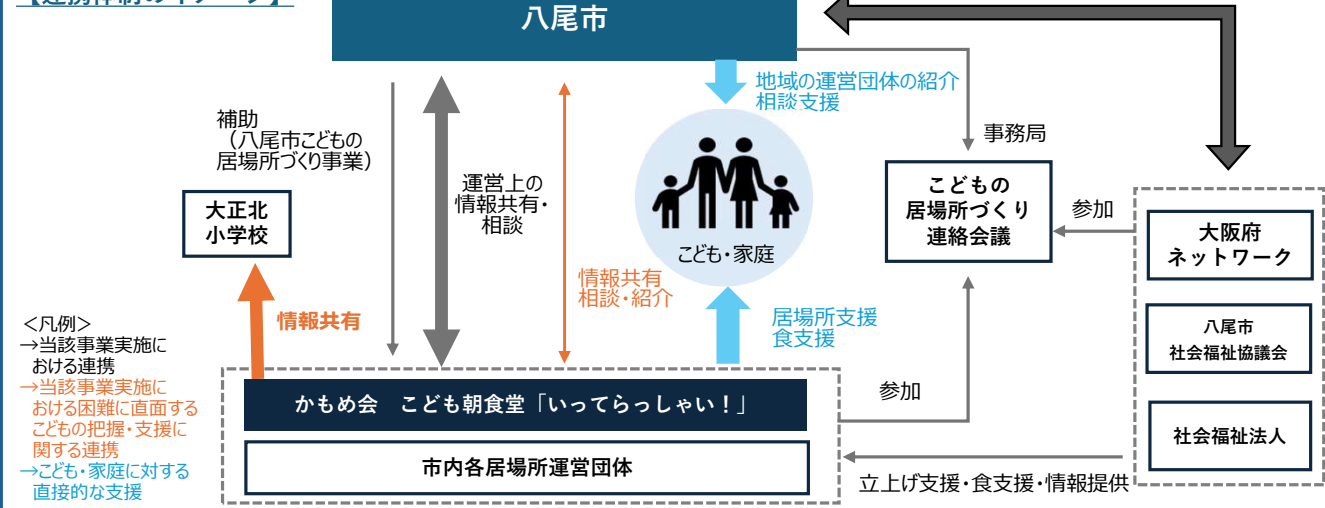 【連携体制のイメージ】
八尾市
地域の運営団体の紹介
相談支援
補助
（八尾市こどもの
居場所づくり事業）
事務局
運営上の
情報共有・
相談
大正北
小学校
こども・家庭
こどもの
居場所づくり
連絡会議
参加
大阪府
ネットワーク
情報共有
相談・紹介
情報共有
居場所支援
食支援
八尾市
社会福祉協議会
＜凡例＞
→当該事業実施に
おける連携
→当該事業実施に
おける困難に直面する
こどもの把握・支援に
関する連携
→こども・家庭に対する
直接的な支援
かもめ会　こども朝食堂「いってらっしゃい！」
参加
市内各居場所運営団体
社会福祉法人
立上げ支援・食支援・情報提供